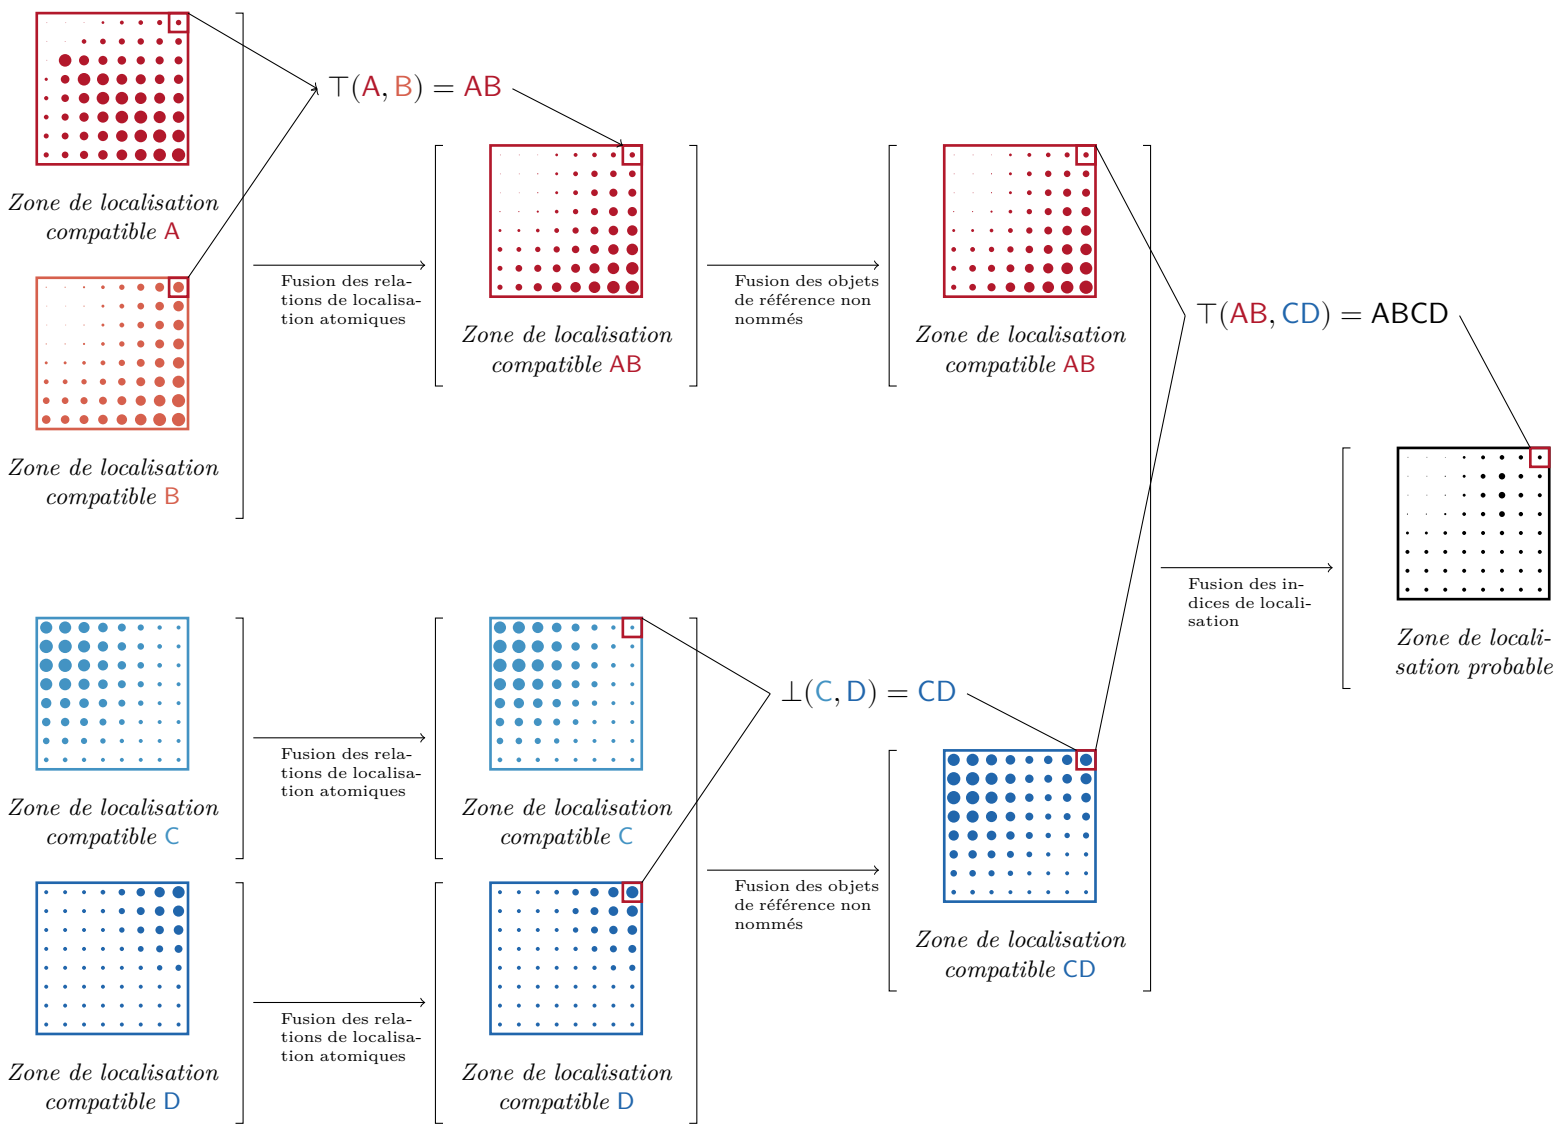 ⊤(A, B) = AB
Zone de localisation
compatible A
Zone de localisation
compatible B
Fusion des rela-
tions de localisa-
tion atomiques
Zone de localisation
compatible AB
Fusion des objets
de référence non
nommés
Zone de localisation
compatible AB
⊤(AB, CD) = ABCD
Fusion des in-
dices de locali-
sation
Zone de locali-
sation probable
Zone de localisation
compatible C
Fusion des rela-
tions de localisa-
tion atomiques
Zone de localisation
compatible C
⊥(C, D) = CD
Zone de localisation
compatible D
Fusion des rela-
tions de localisa-
tion atomiques
Zone de localisation
compatible D
Fusion des objets
de référence non
nommés
Zone de localisation
compatible CD